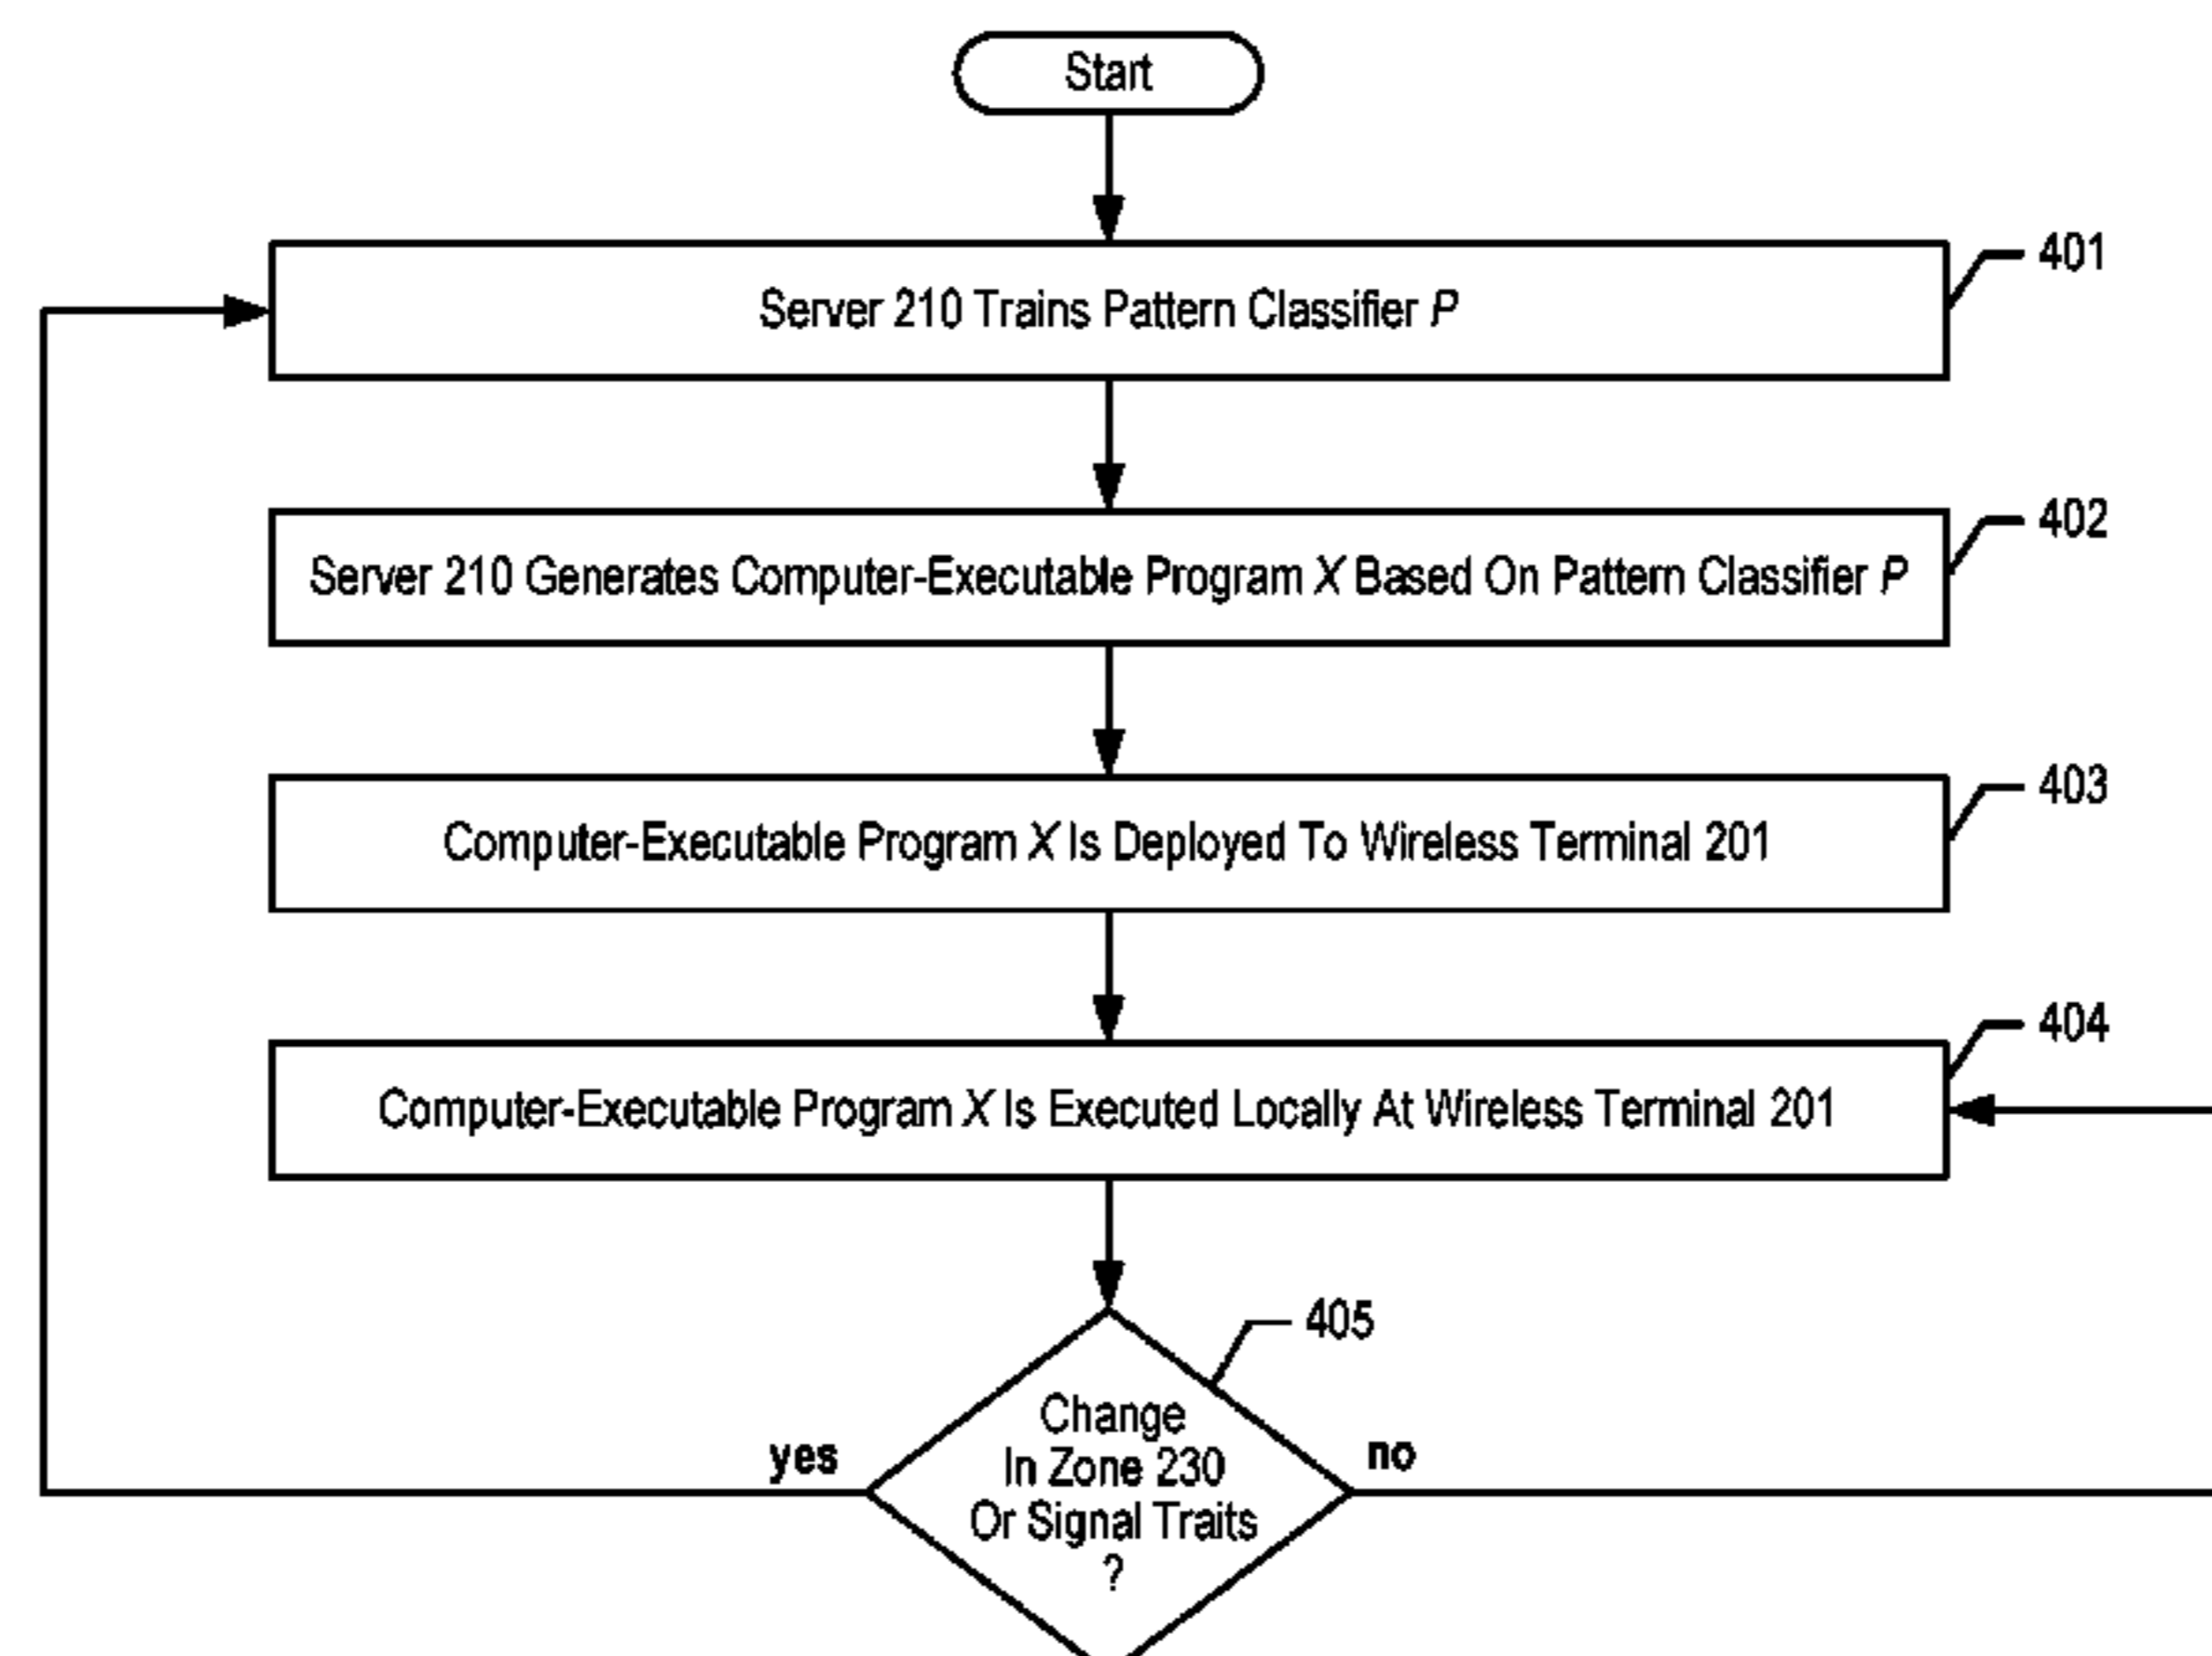 Start
401
Server 210 Trains Pattern Classifier P
402
Server 210 Generates Computer-Executable Program X Based On Pattern Classifier P
403
Computer-Executable Program X Is Deployed To Wireless Terminal 201
404
Computer-Executable Program X Is Executed Locally At Wireless Terminal 201
405
Change
In Zone 230
Or Signal Traits
?
yes
no